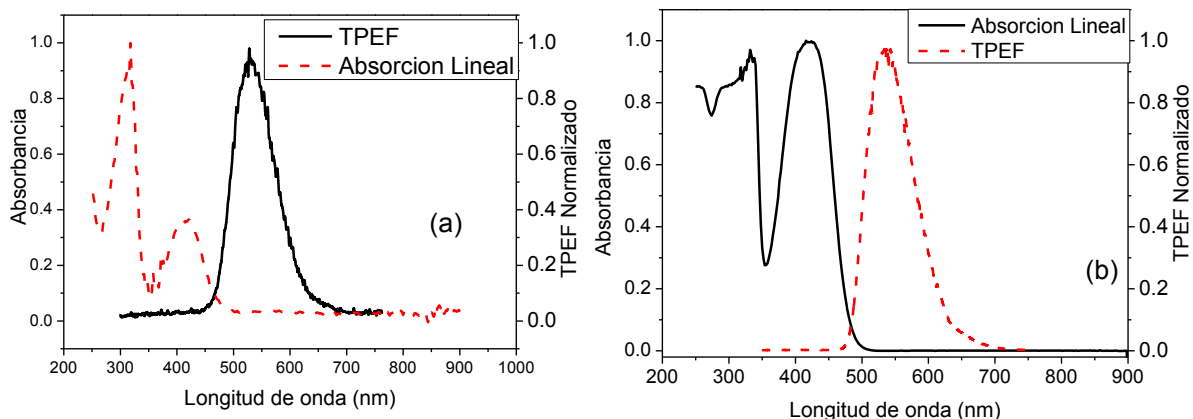 TPEF
Absorcion Lineal
1.0
0.8
0.6
0.4
0.2
0.0
Absorbancia
1.0
0.8
0.6
0.4
0.2
0.0
TPEF Normalizado
(a)
200 300 400 500 600 700 800 900 1000
Longitud de onda (nm)
Absorcion Lineal
TPEF
1.0
0.8
0.6
0.4
0.2
0.0
Absorbancia
1.0
0.8
0.6
0.4
0.2
0.0
TPEF Normalizado
(b)
200 300 400 500 600 700 800 900
Longitud de onda (nm)